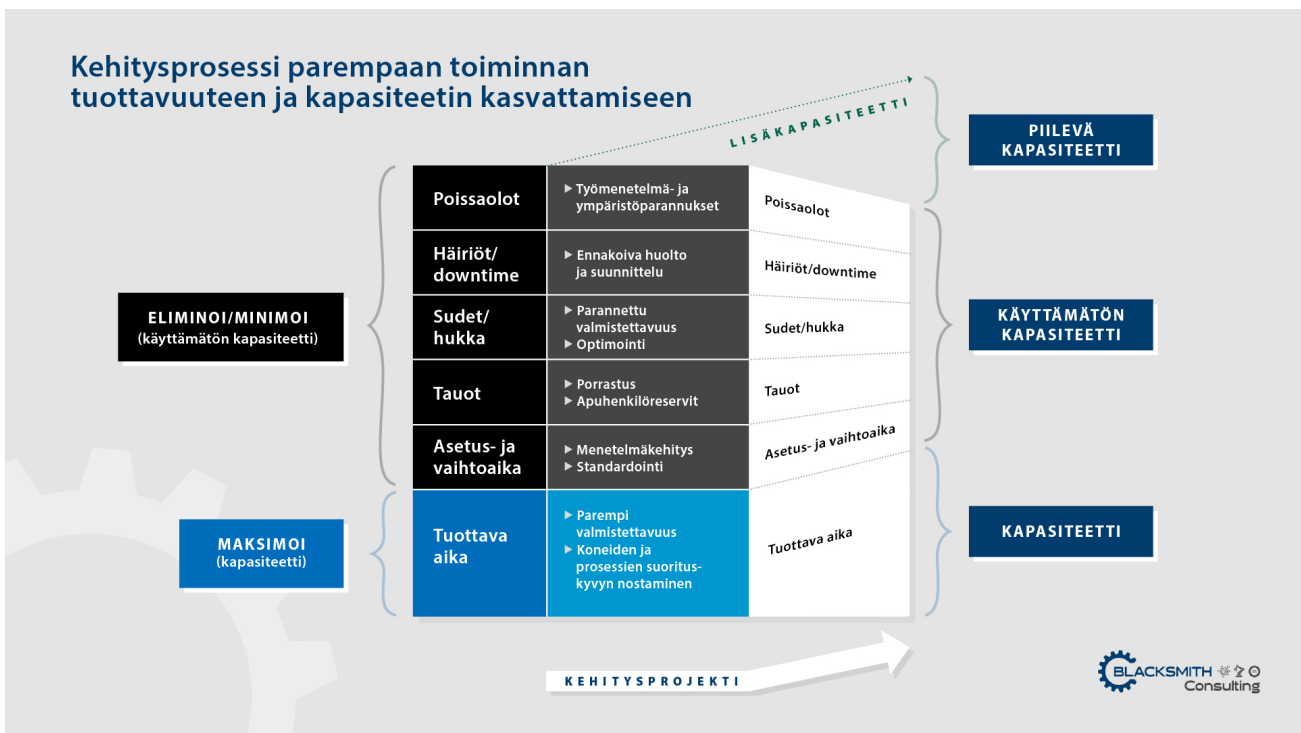 Kehitysprosessi parempaan toiminnan
tuottavuuteen ja kapasiteetin kasvattamiseen
LISÄKAPASITEETTI
PIILEVÄ
KAPASITEETTI
ELIMINOI/MINIMOI
(käyttämätön kapasiteetti)
MAKSIMOI
(kapasiteetti)
Poissaolot
▶ Työmenetelmä- ja
ympäristöparannukset
Poissaolot
Häiriöt/
downtime
▶ Ennakoiva huolto
ja suunnittelu
Häiriöt/downtime
Sudet/
hukka
▶ Parannettu
valmistettavuus
▶ Optimointi
Sudet/hukka
Tauot
▶ Porrastus
▶ Apuhenkilöreservit
Tauot
Asetus- ja
vaihtoaika
▶ Menetelmäkehitys
▶ Standardointi
Asetus- ja vaihtoaika
Tuottava
aika
▶ Parempi
valmistettavuus
▶ Koneiden ja
prosessien suoritus-
kyvyn nostaminen
Tuottava aika
KÄYTTÄMÄTÖN
KAPASITEETTI
KAPASITEETTI
KEHITYSPROJEKTI
BLACKSMITH
Consulting